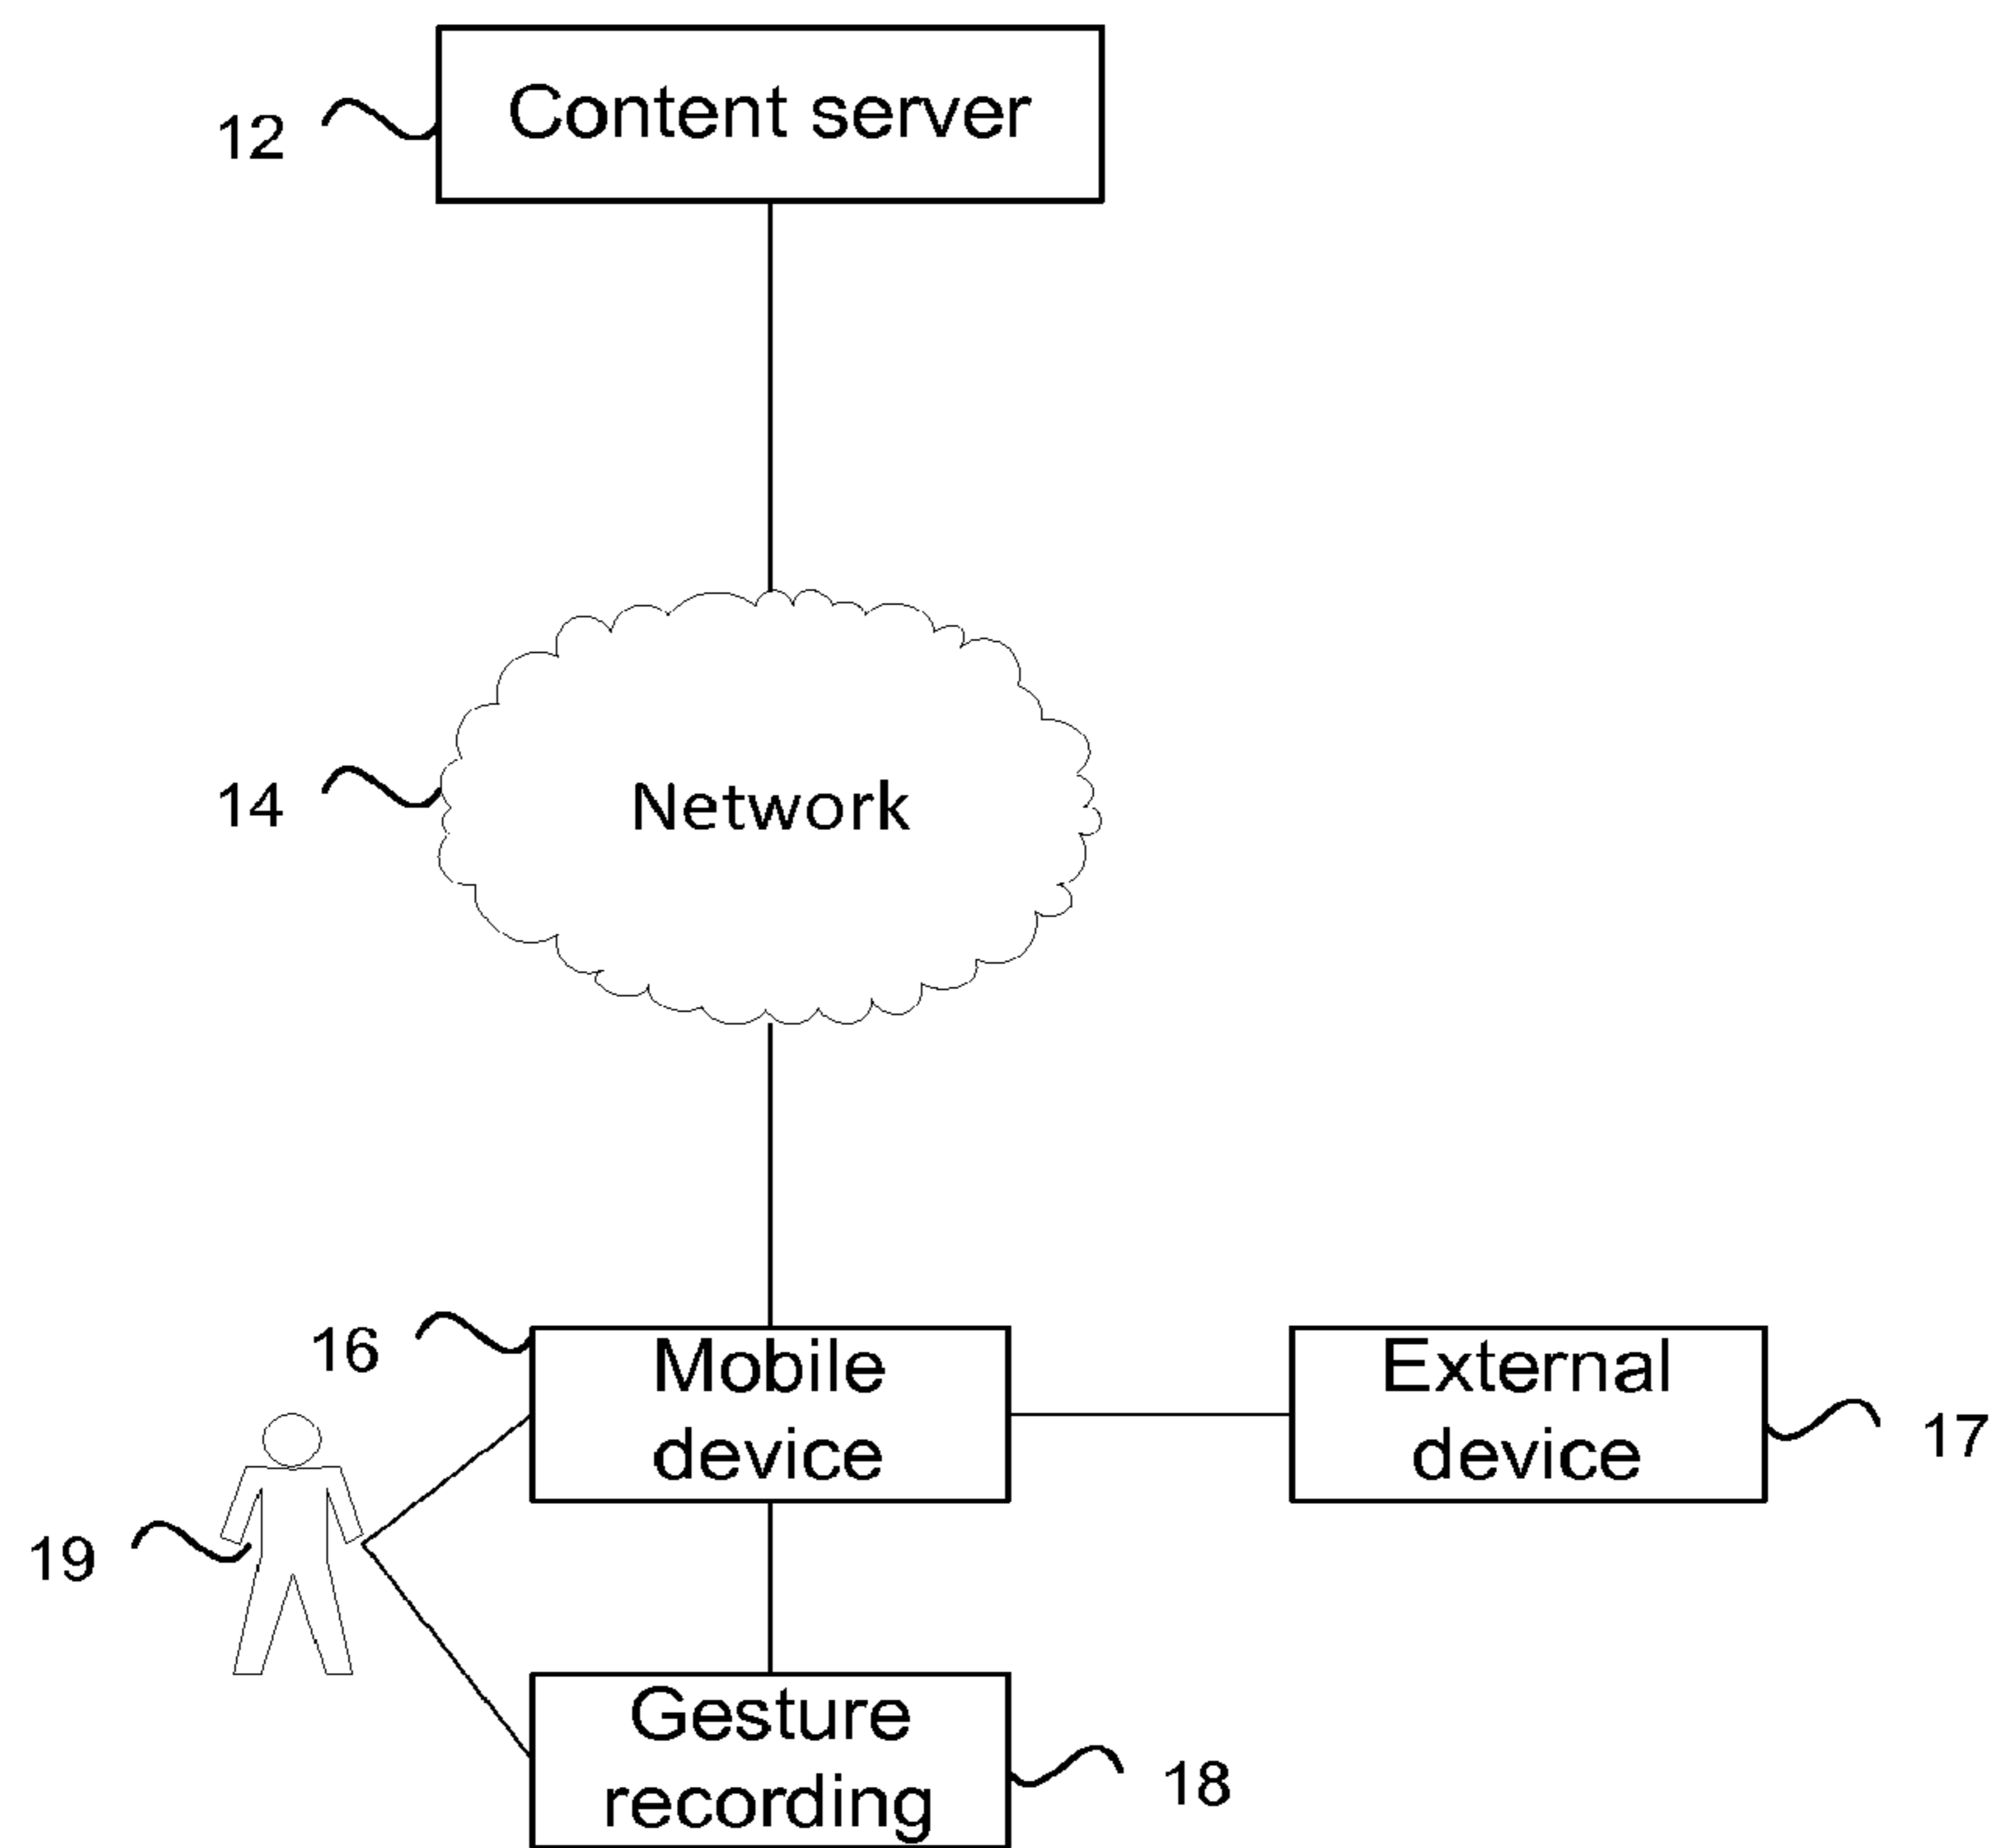 Content server
12
Network
14
16
Mobile
device
External
device
17
19
Gesture
recording
18